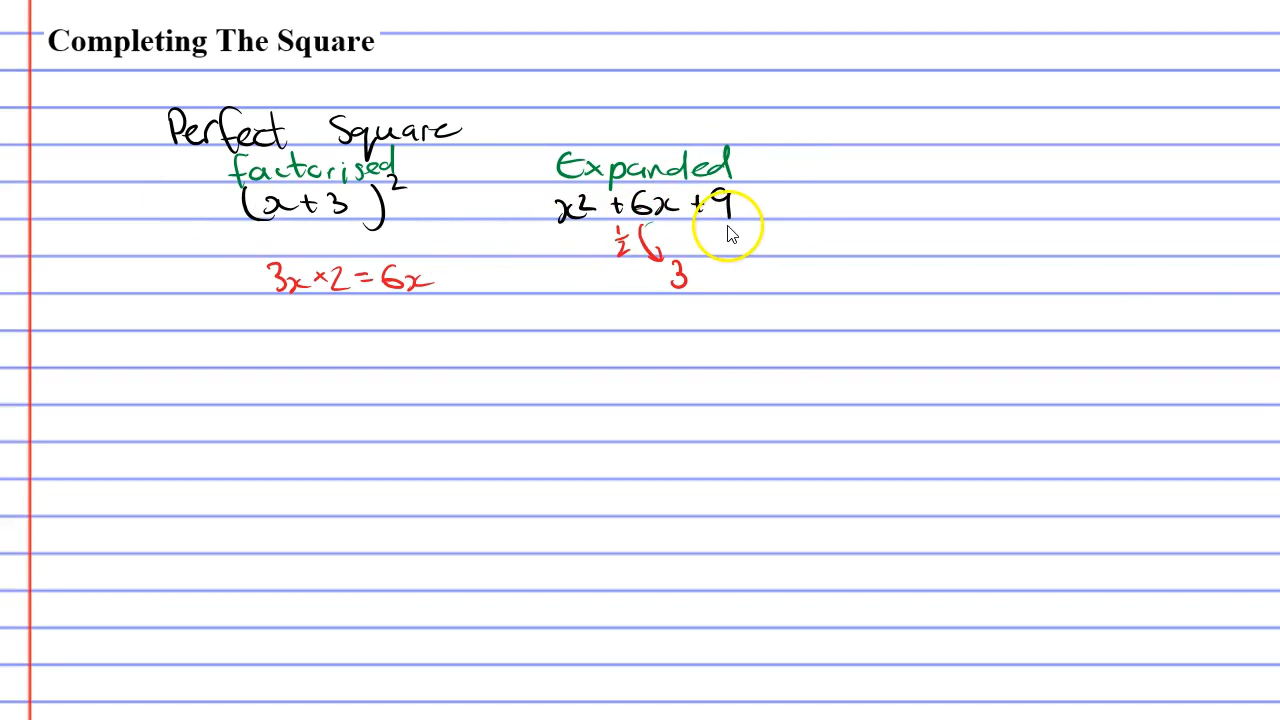 Completing The Square
Perfect Square
factorised Expanded
(x+3)² x² +6x +9
½ 3
3x×2=6x